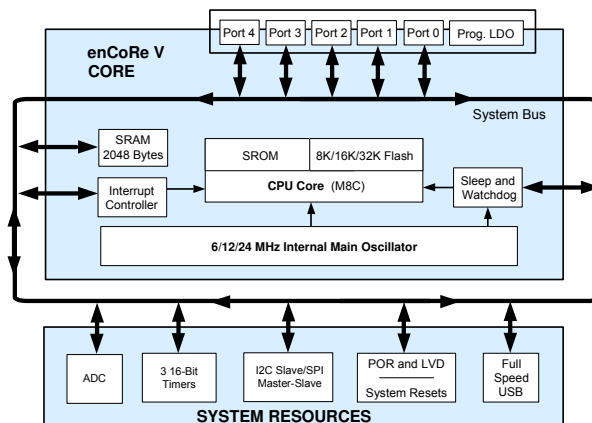 Port 4 Port 3 Port 2 Port 1 Port 0 Prog. LDO
enCoRe V
CORE
System Bus
SRAM
2048 Bytes
SROM 8K/16K/32K Flash
CPU Core (M8C)
Interrupt
Controller
Sleep and
Watchdog
6/12/24 MHz Internal Main Oscillator
ADC
3 16-Bit
Timers
I2C Slave/SPI
Master-Slave
POR and LVD
System Resets
Full
Speed
USB
SYSTEM RESOURCES